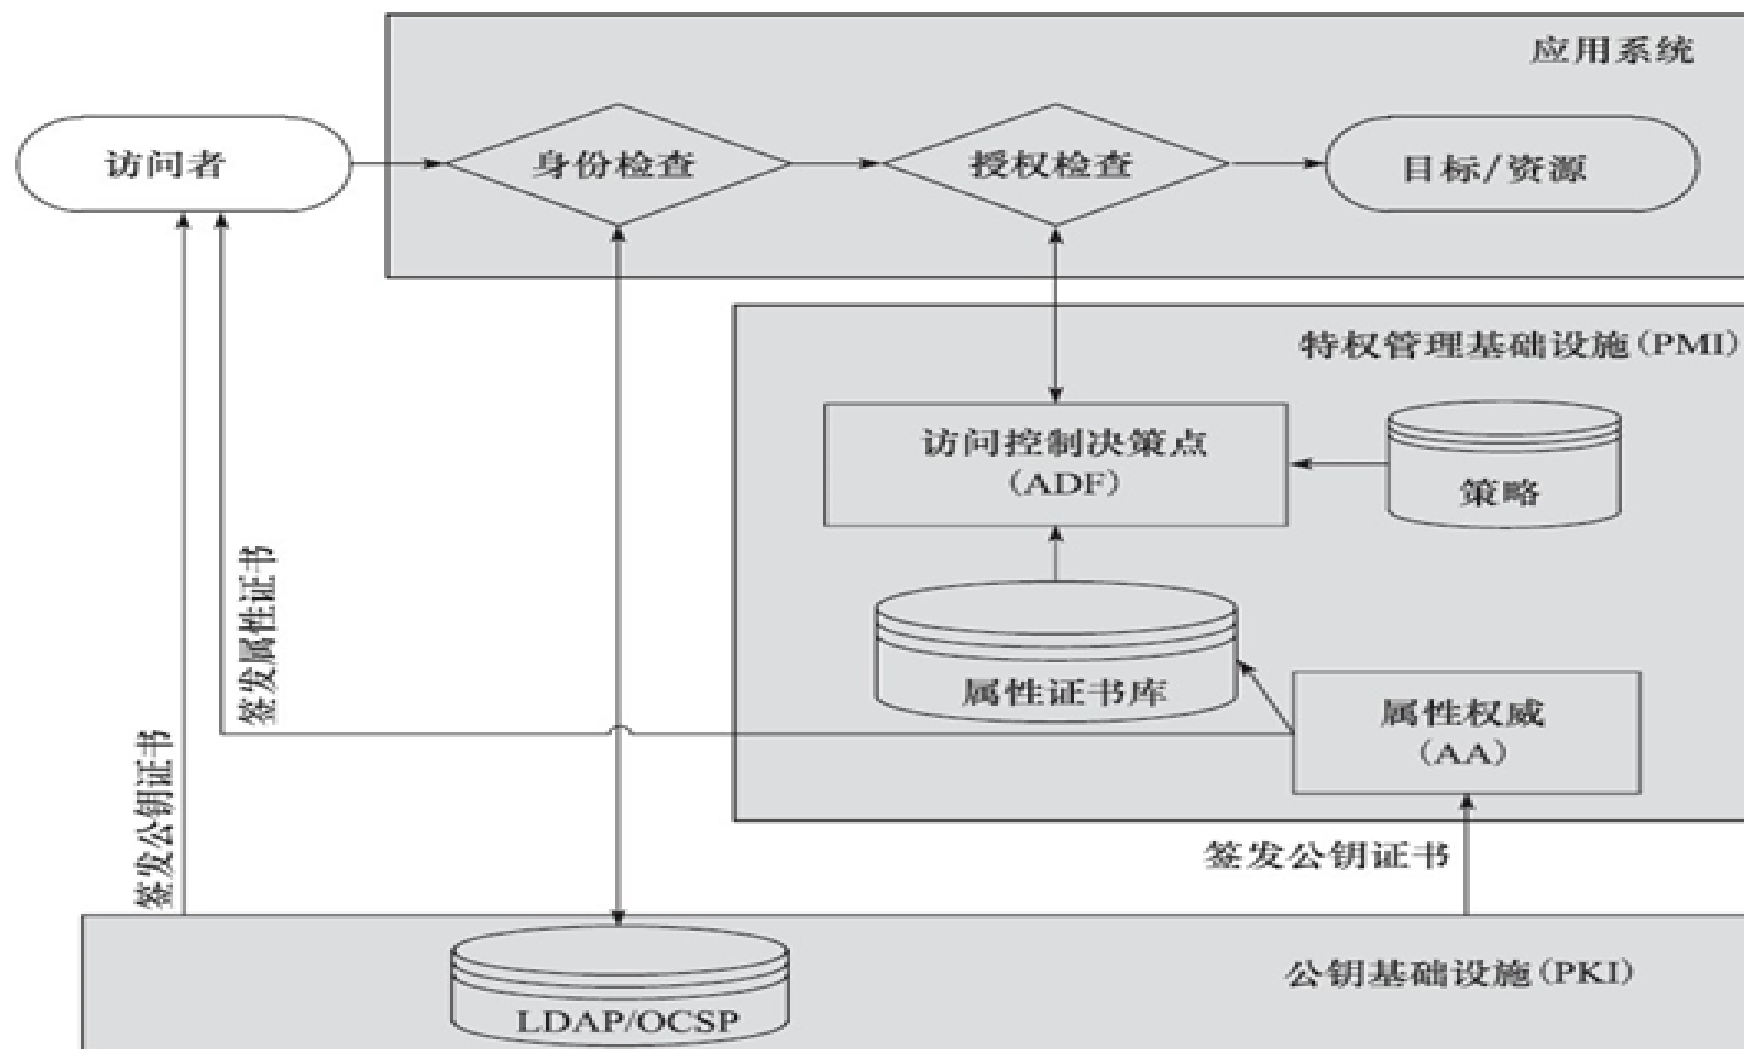 应用系统
访问者
身份检查
授权检查
目标/资源
特权管理基础设施(PMI)
访问控制决策点
(ADF)
策略
签发属性证书
属性证书库
属性权威
(AA)
签发公钥证书
签发公钥证书
公钥基础设施(PKI)
LDAP/OCSP